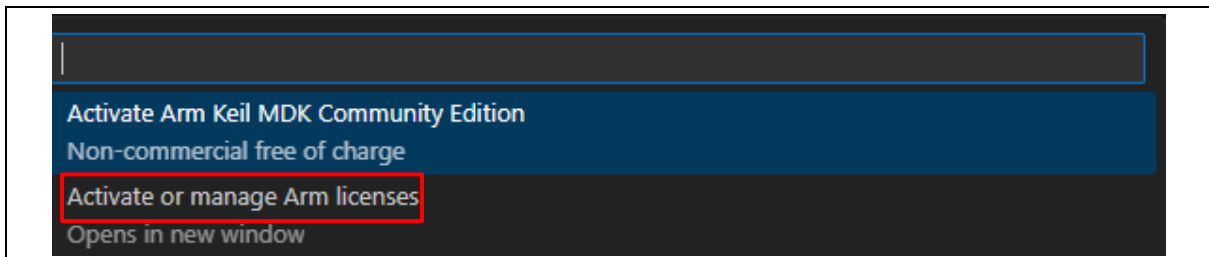 Activate Arm Keil MDK Community Edition
Non-commercial free of charge
Activate or manage Arm licenses
Opens in new window